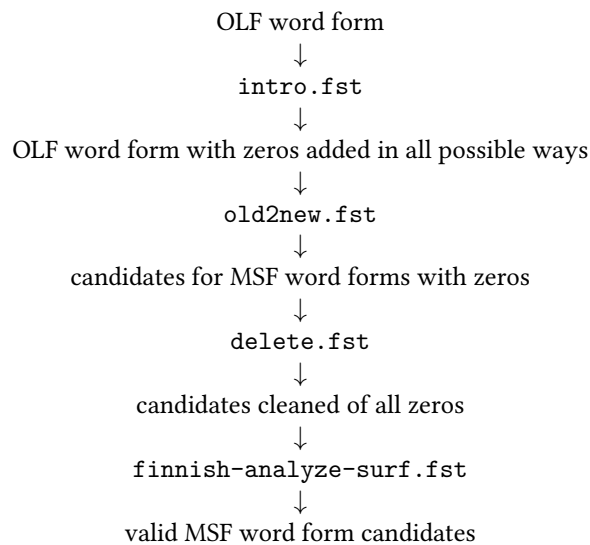 OLF word form
↓
intro.fst
↓
OLF word form with zeros added in all possible ways
↓
old2new.fst
↓
candidates for MSF word forms with zeros
↓
delete.fst
↓
candidates cleaned of all zeros
↓
finnish-analyze-surf.fst
↓
valid MSF word form candidates